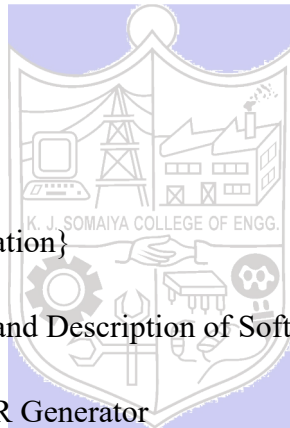 K. J. SOMAIYA COLLEGE OF ENGG.
ation}
and Description of Soft
R Generator